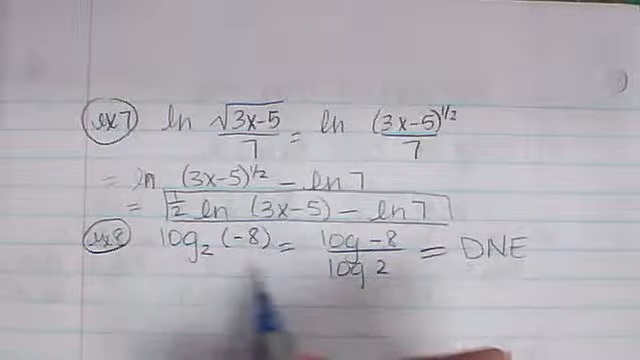 ex7 ln √(3x-5)/7 = ln (3x-5)^1/2/7
= ln (3x-5)^1/2 - ln 7
= 1/2 ln (3x-5) - ln 7
ex8 log₂ (-8) = log -8/log 2 = DNE